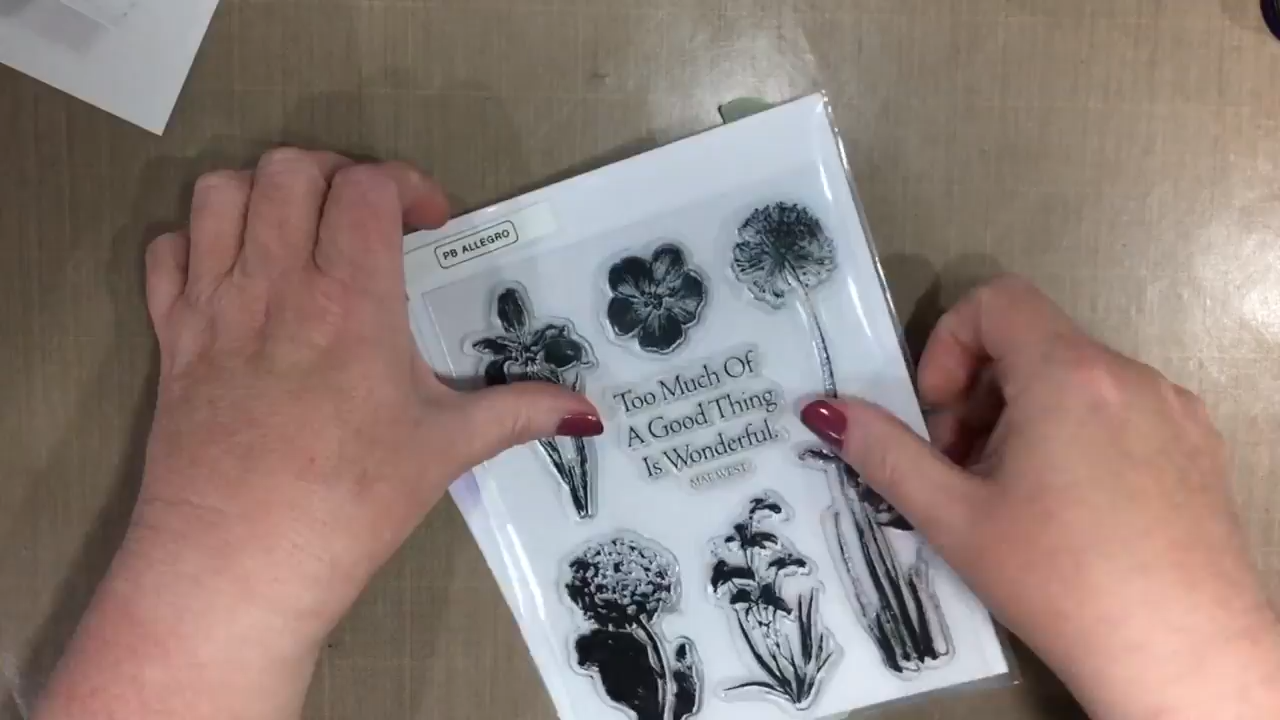 PB ALLEGRO
Too Much Of
A Good Thing
Is Wonderful.
MAE WEST